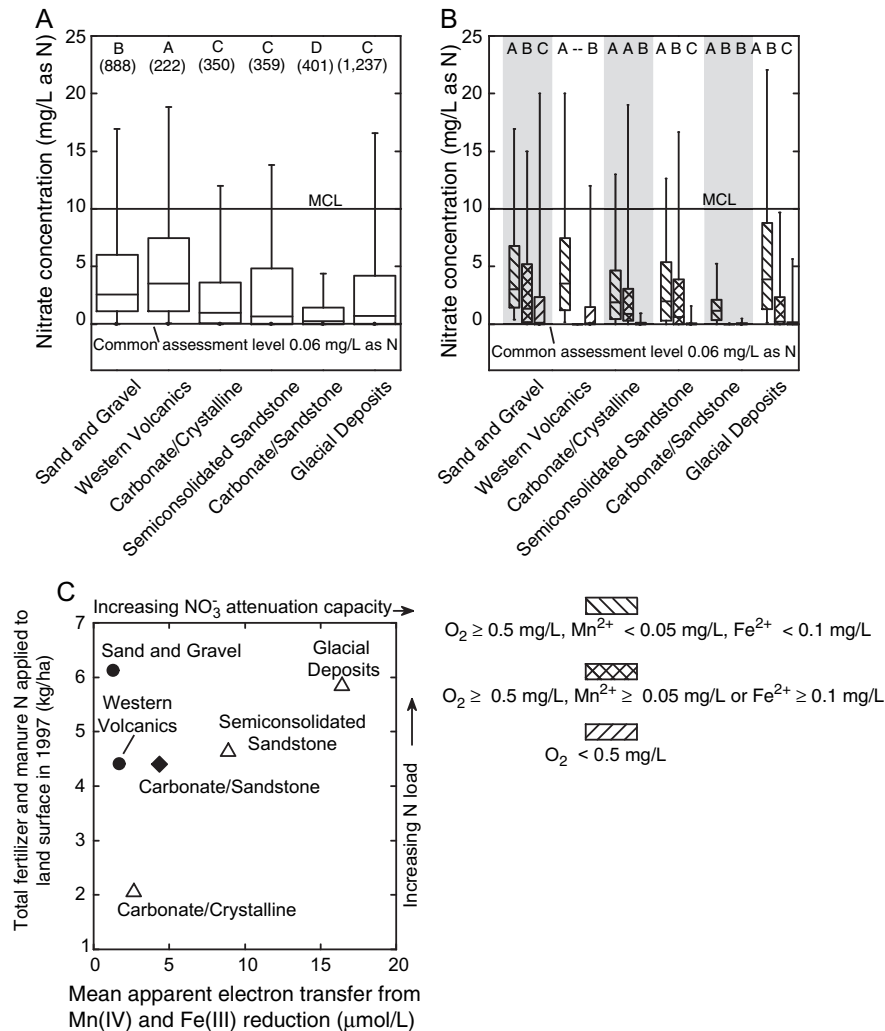 A
B A C C D C
(888) (222) (350) (359) (401) (1,237)
Nitrate concentration (mg/L as N)
25
20
15
10
5
0
MCL
Common assessment level 0.06 mg/L as N
Sand and Gravel
Western Volcanics
Carbonate/Crystalline
Semiconsolidated Sandstone
Carbonate/Sandstone
Glacial Deposits
B
A B C A -- B A A B A B C A B B A B C
Nitrate concentration (mg/L as N)
25
20
15
10
5
0
MCL
Common assessment level 0.06 mg/L as N
Sand and Gravel
Western Volcanics
Carbonate/Crystalline
Semiconsolidated Sandstone
Carbonate/Sandstone
Glacial Deposits
C
Increasing NO₃⁻ attenuation capacity
Total fertilizer and manure N applied to
land surface in 1997 (kg/ha)
7
6
5
4
3
2
1
Sand and Gravel
Glacial
Deposits
Western
Volcanics
Semiconsolidated
Sandstone
Carbonate/Sandstone
Carbonate/Crystalline
Increasing N load
0 5 10 15 20
Mean apparent electron transfer from
Mn(IV) and Fe(III) reduction (μmol/L)
O₂ ≥ 0.5 mg/L, Mn²⁺ < 0.05 mg/L, Fe²⁺ < 0.1 mg/L
O₂ ≥ 0.5 mg/L, Mn²⁺ ≥ 0.05 mg/L or Fe²⁺ ≥ 0.1 mg/L
O₂ < 0.5 mg/L